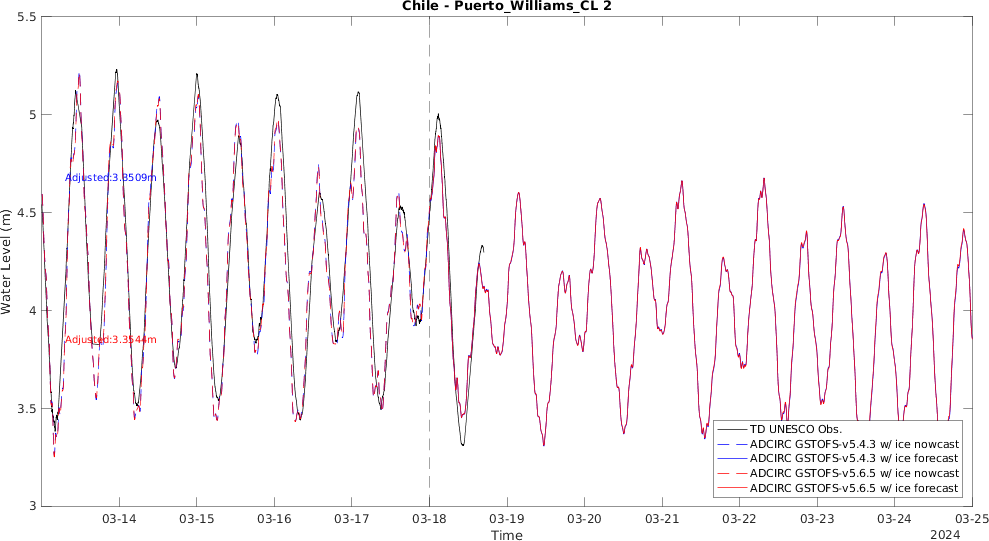 Chile - Puerto_Williams_CL 2
5.5
5
4.5
4
3.5
3
Water Level (m)
Adjusted:3.8509m
Adjusted:3.3544m
TD UNESCO Obs.
ADCIRC GSTOFS-v5.4.3 w/ ice nowcast
ADCIRC GSTOFS-v5.4.3 w/ ice forecast
ADCIRC GSTOFS-v5.6.5 w/ ice nowcast
ADCIRC GSTOFS-v5.6.5 w/ ice forecast
03-14 03-15 03-16 03-17 03-18 03-19 03-20 03-21 03-22 03-23 03-24 03-25
Time
2024